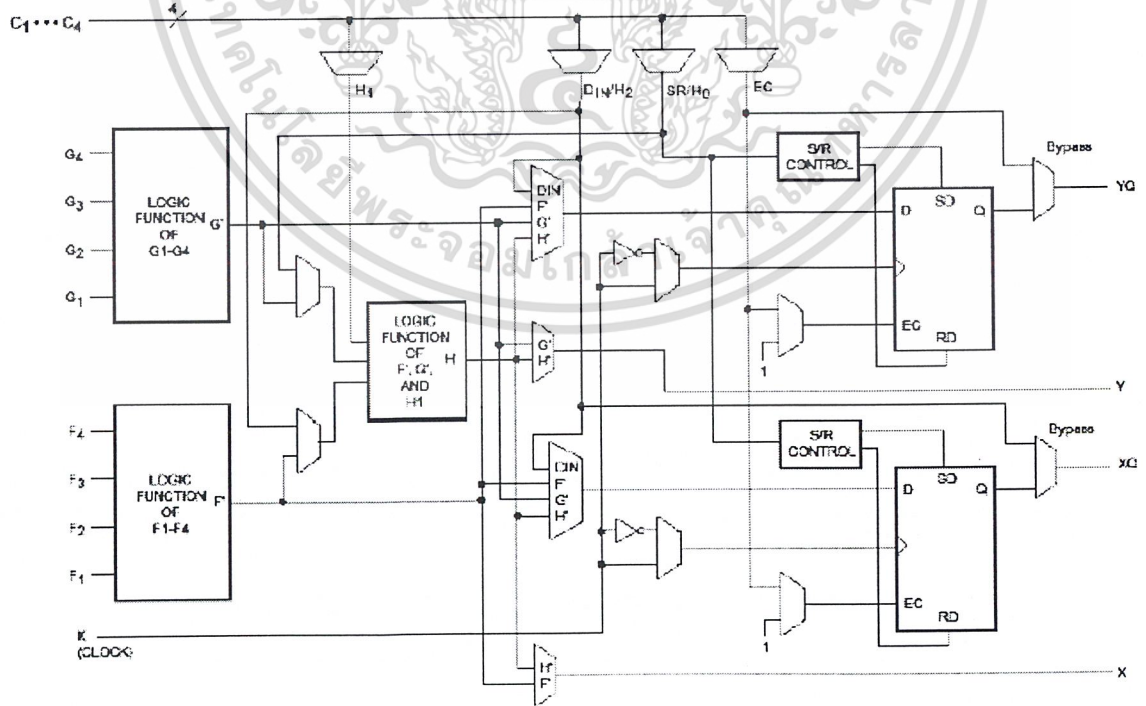 C1 ••• C4
4
H1
DIN/H2
SR/H0
EC
G4
G3
G2
G1
LOGIC
FUNCTION
OF
G1-G4
G'
S/R
CONTROL
Bypass
DIN
F'
G'
H'
D
SD
Q
YQ
LOGIC
FUNCTION
OF
F', G',
AND
H1
H
G'
H'
EC
RD
1
Y
F4
F3
F2
F1
LOGIC
FUNCTION
OF
F1-F4
F'
DIN
F'
G'
H'
S/R
CONTROL
Bypass
D
SD
Q
XQ
EC
RD
1
K
(CLOCK)
H'
F'
X